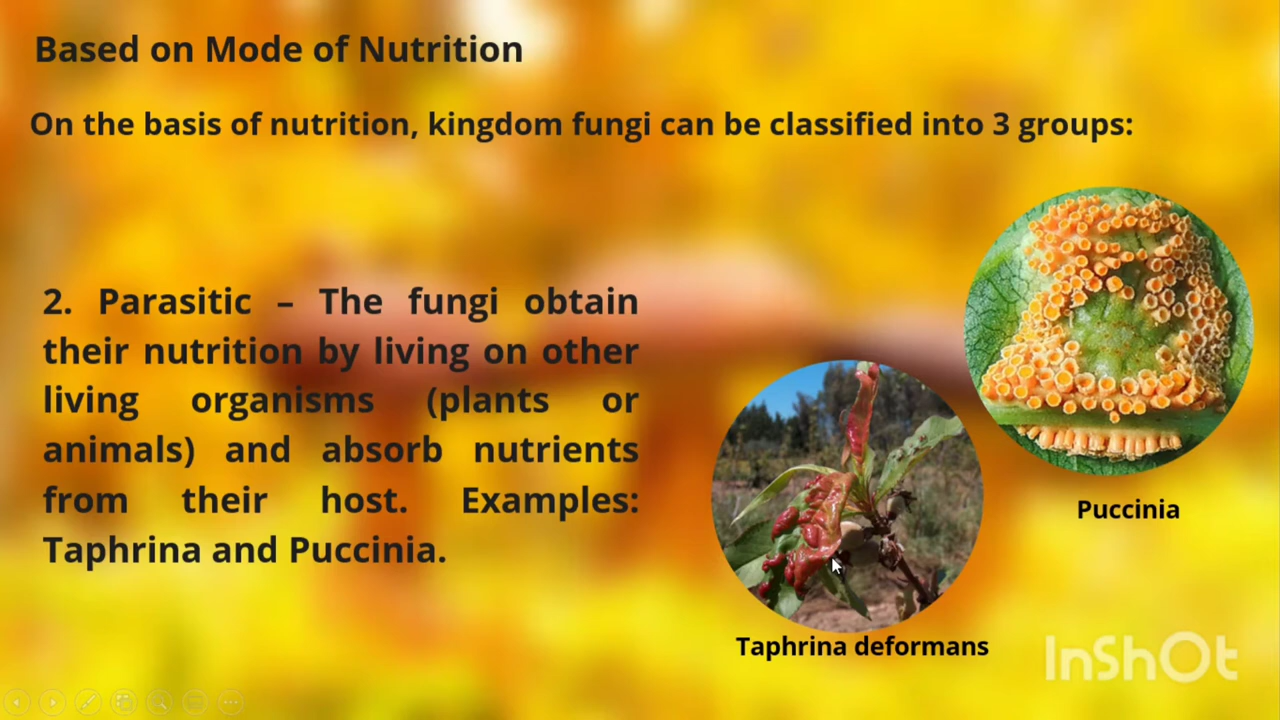 Based on Mode of Nutrition
On the basis of nutrition, kingdom fungi can be classified into 3 groups:
2. Parasitic – The fungi obtain
their nutrition by living on other
living organisms (plants or
animals) and absorb nutrients
from their host. Examples:
Taphrina and Puccinia.
Puccinia
Taphrina deformans
InShOt